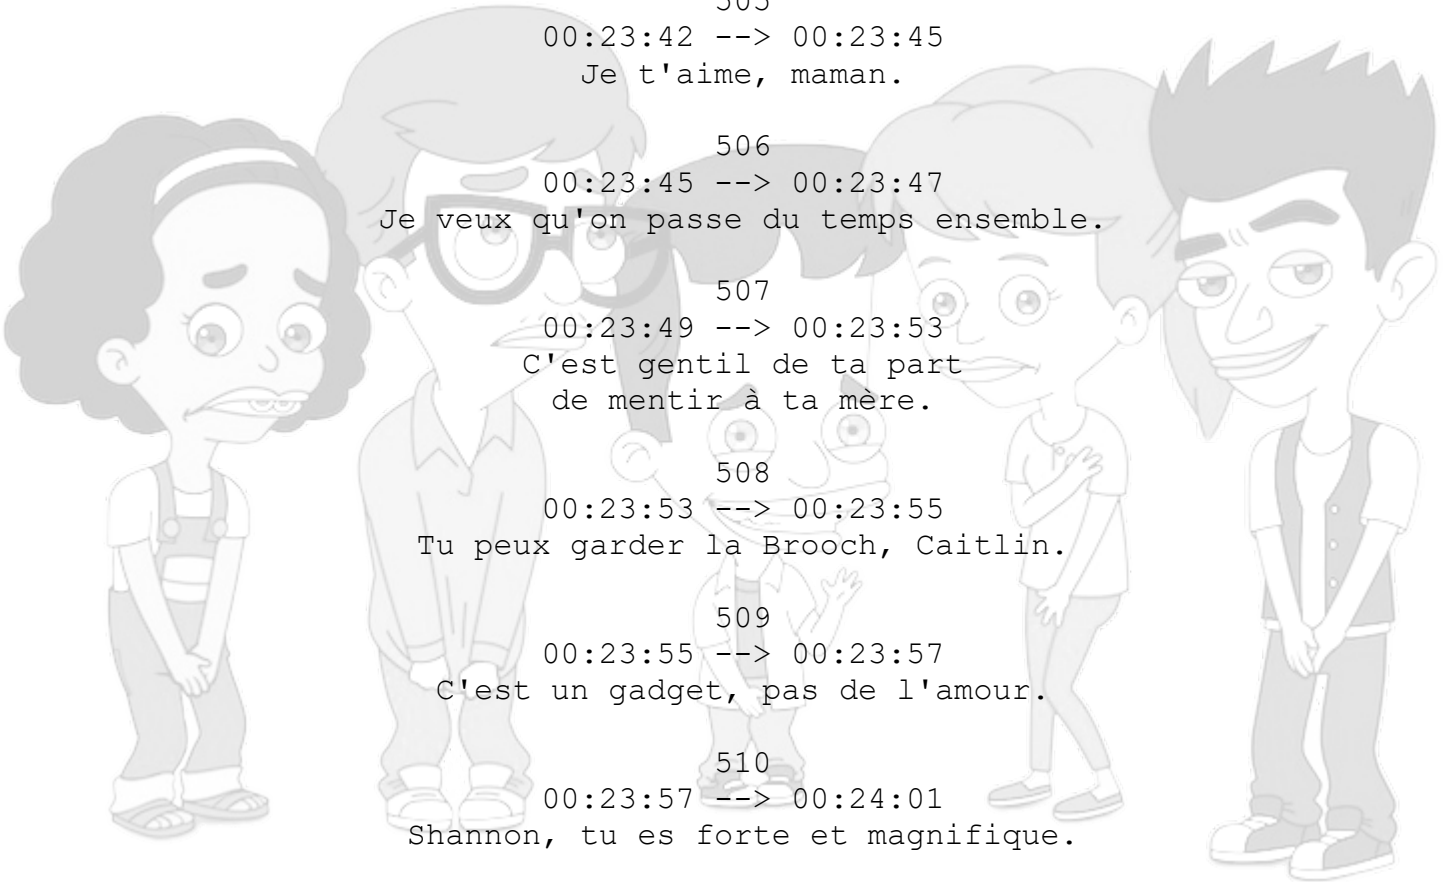 505
00:23:42 --> 00:23:45
Je t'aime, maman.
506
00:23:45 --> 00:23:47
Je veux qu'on passe du temps ensemble.
507
00:23:49 --> 00:23:53
C'est gentil de ta part
de mentir à ta mère.
508
00:23:53 --> 00:23:55
Tu peux garder la Brooch, Caitlin.
509
00:23:55 --> 00:23:57
C'est un gadget, pas de l'amour.
510
00:23:57 --> 00:24:01
Shannon, tu es forte et magnifique.